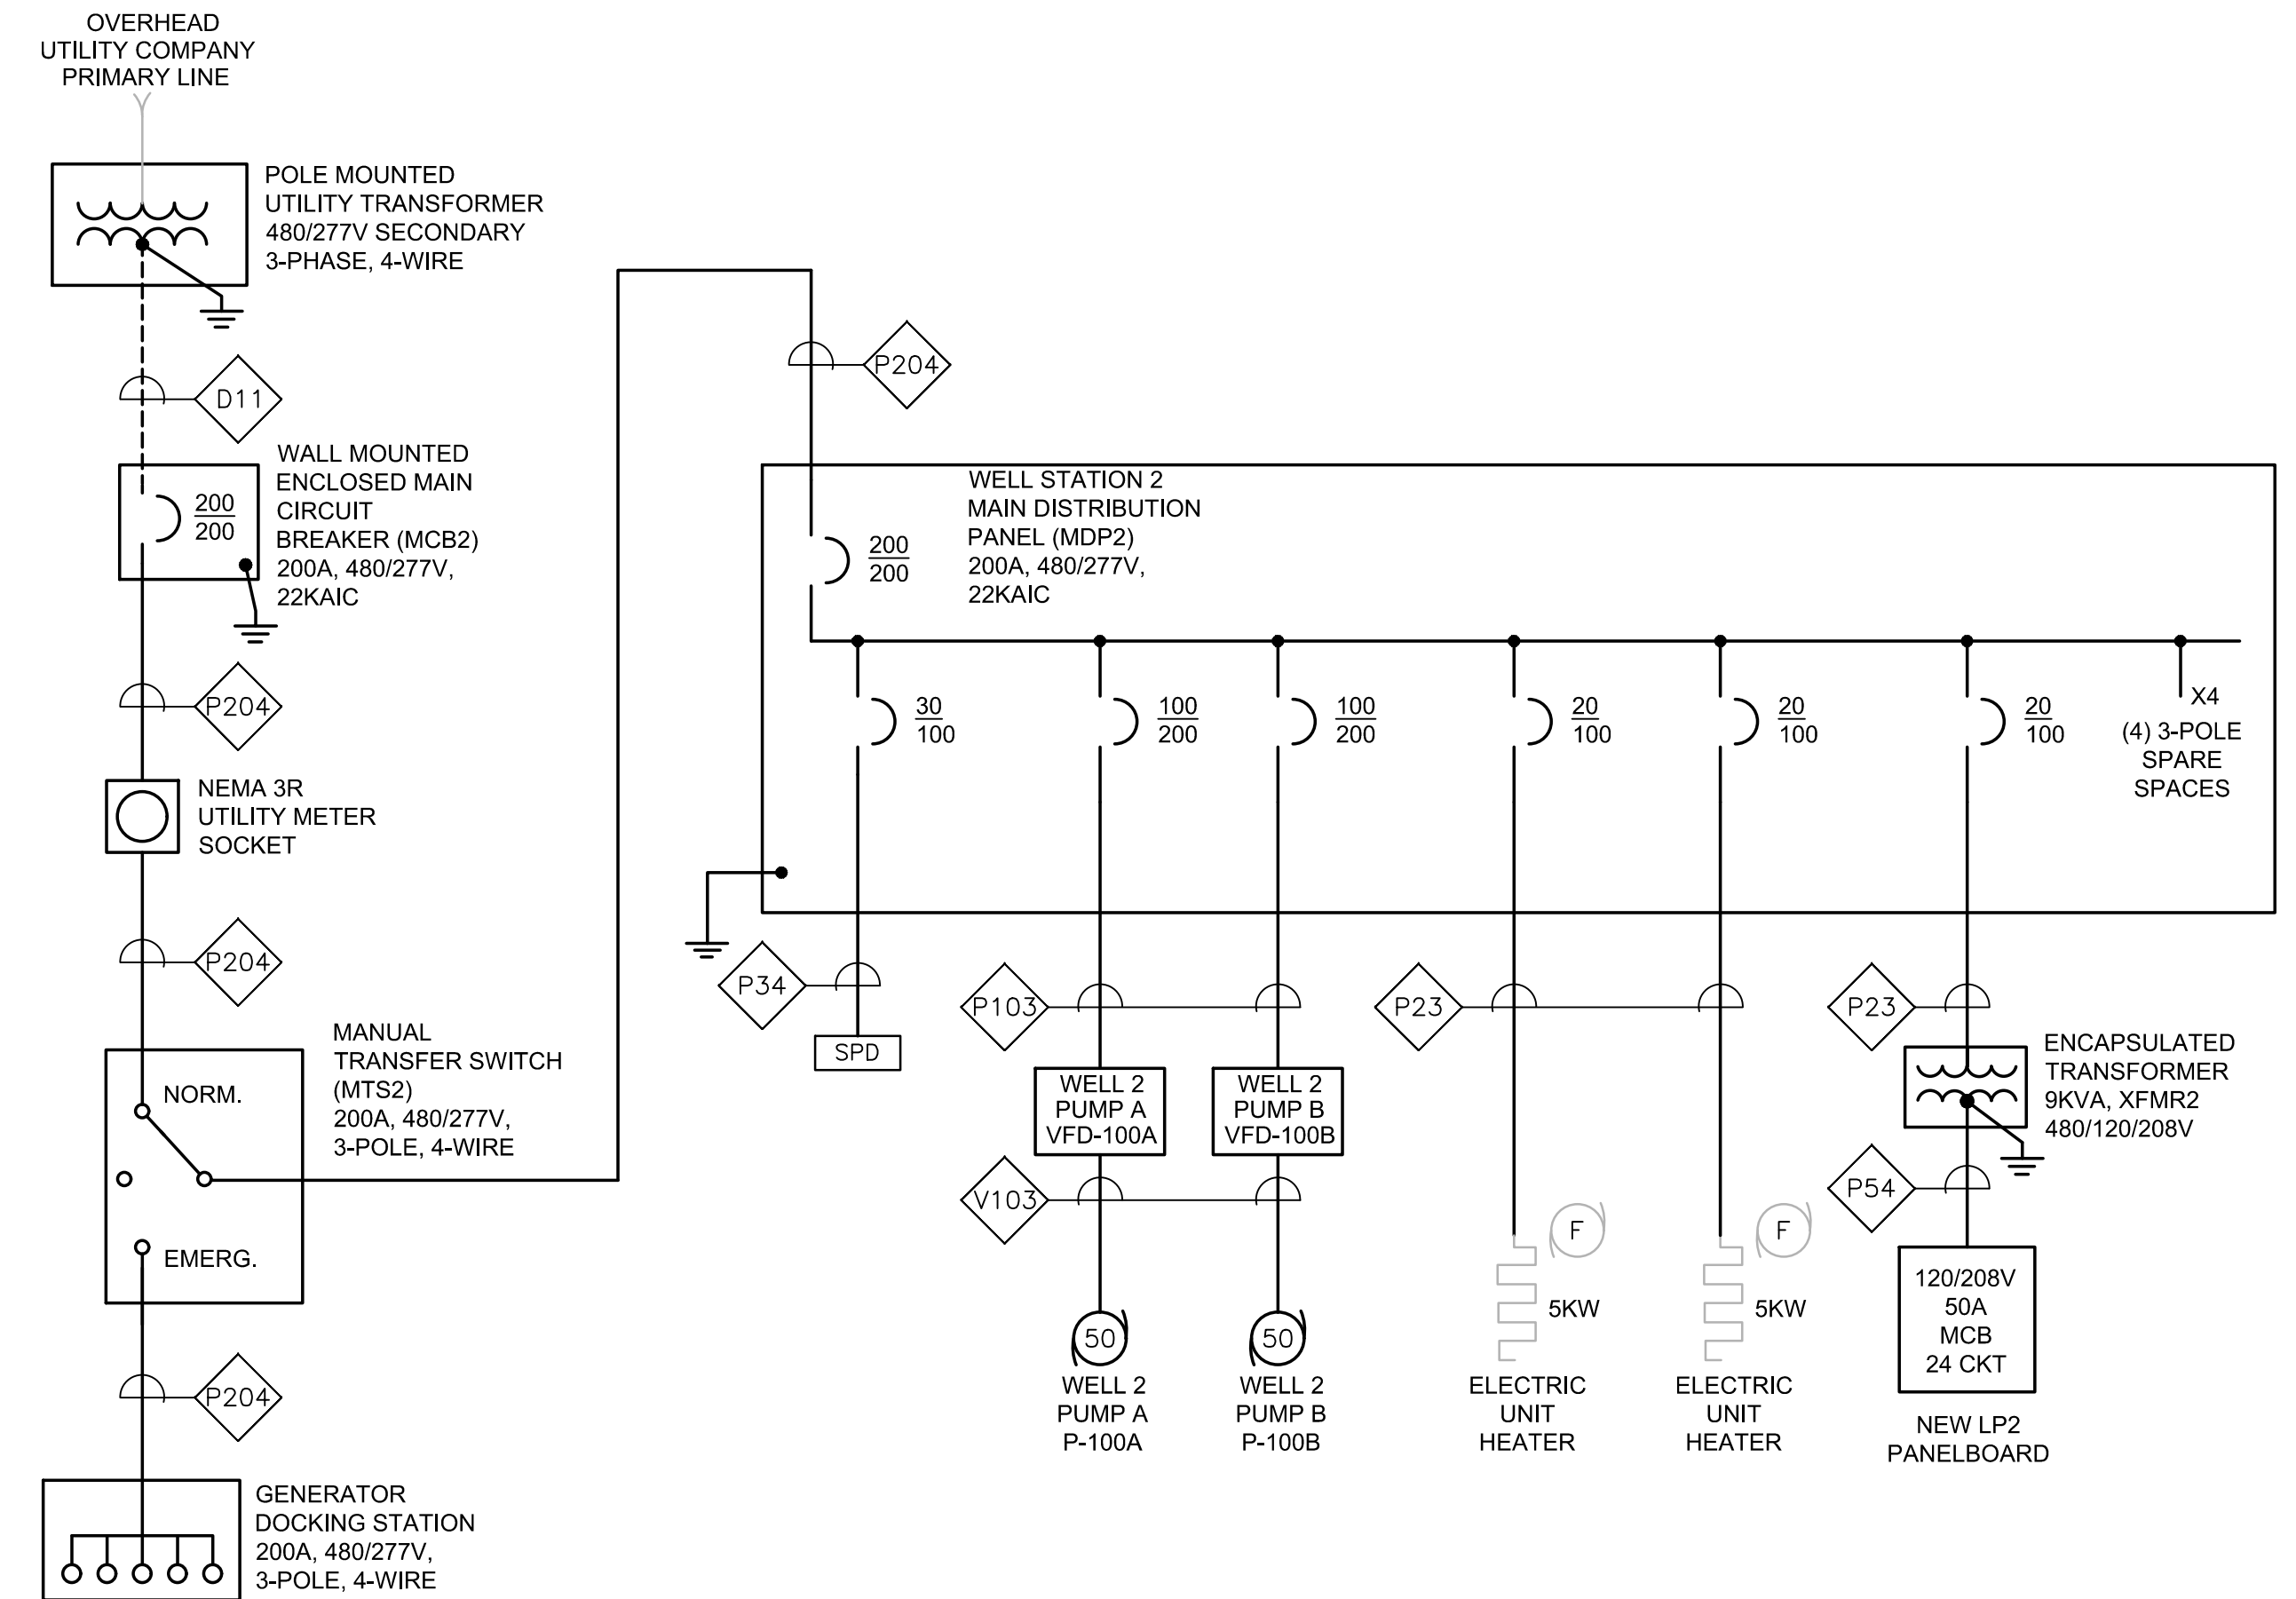 OVERHEAD
UTILITY COMPANY
PRIMARY LINE
POLE MOUNTED
UTILITY TRANSFORMER
480/277V SECONDARY
3-PHASE, 4-WIRE
D11
WALL MOUNTED
ENCLOSED MAIN
CIRCUIT
BREAKER (MCB2)
200A, 480/277V,
22KAIC
200
200
P204
NEMA 3R
UTILITY METER
SOCKET
P204
MANUAL
TRANSFER SWITCH
(MTS2)
200A, 480/277V,
3-POLE, 4-WIRE
NORM.
EMERG.
P204
GENERATOR
DOCKING STATION
200A, 480/277V,
3-POLE, 4-WIRE
P204
WELL STATION 2
MAIN DISTRIBUTION
PANEL (MDP2)
200A, 480/277V,
22KAIC
200
200
30
100
100
200
100
200
20
100
20
100
20
100
X4
(4) 3-POLE
SPARE
SPACES
P34
SPD
P103
WELL 2
PUMP A
VFD-100A
WELL 2
PUMP B
VFD-100B
V103
50
WELL 2
PUMP A
P-100A
50
WELL 2
PUMP B
P-100B
P23
F
5KW
ELECTRIC
UNIT
HEATER
F
5KW
ELECTRIC
UNIT
HEATER
P23
ENCAPSULATED
TRANSFORMER
9KVA, XFMR2
480/120/208V
P54
120/208V
50A
MCB
24 CKT
NEW LP2
PANELBOARD